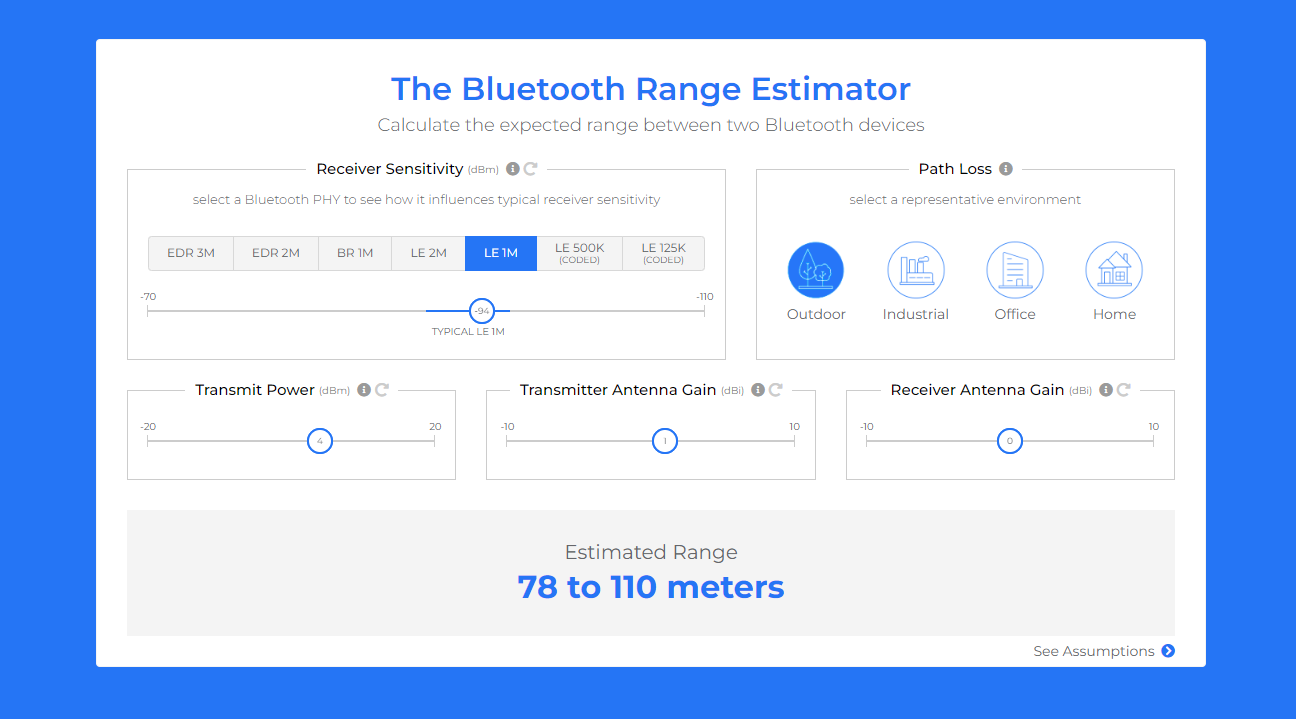 The Bluetooth Range Estimator
Calculate the expected range between two Bluetooth devices
Receiver Sensitivity (dBm)
select a Bluetooth PHY to see how it influences typical receiver sensitivity
EDR 3M
EDR 2M
BR 1M
LE 2M
LE 1M
LE 500K
(CODED)
LE 125K
(CODED)
-70
-110
-94
TYPICAL LE 1M
Path Loss
select a representative environment
Outdoor
Industrial
Office
Home
Transmit Power (dBm)
-20
20
4
Transmitter Antenna Gain (dBi)
-10
10
1
Receiver Antenna Gain (dBi)
-10
10
0
Estimated Range
78 to 110 meters
See Assumptions